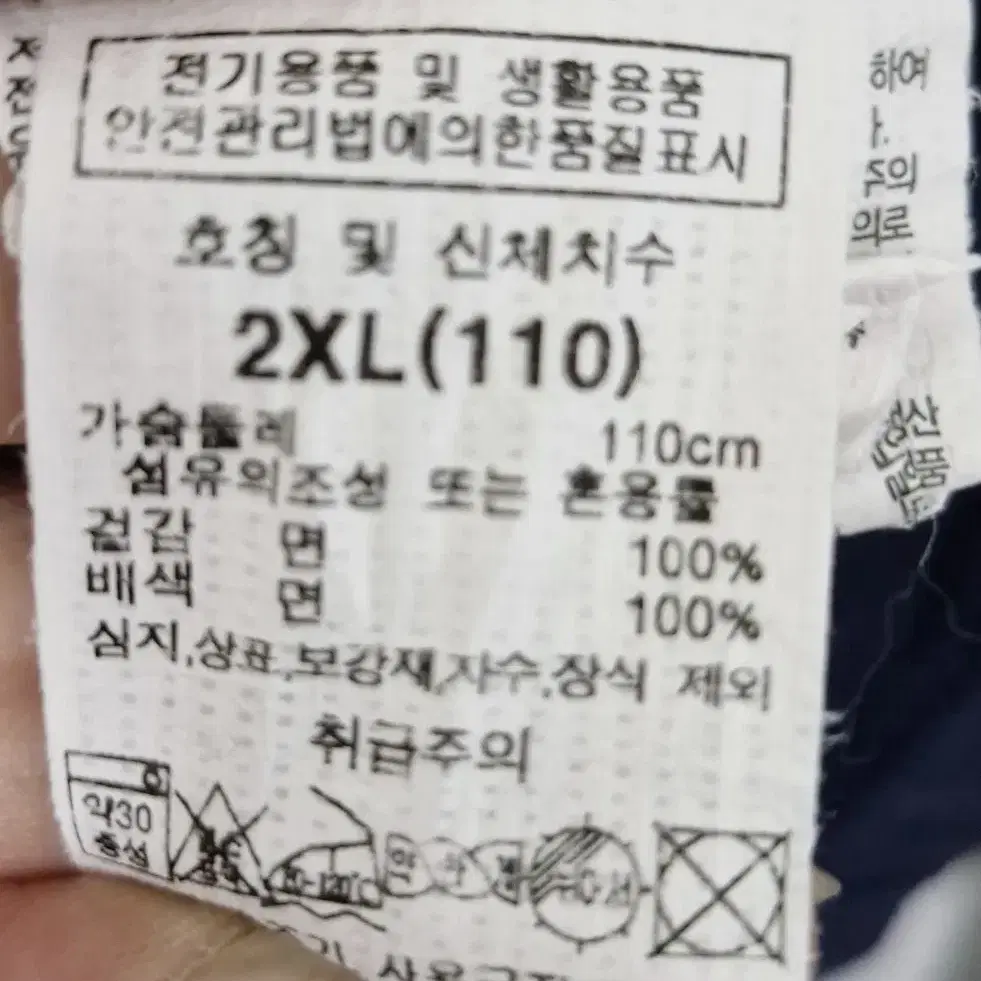 전기용품 및 생활용품
안전관리법에의한품질표시
호칭 및 신체치수
2XL(110)
가슴둘레 110cm
섬유의조성 또는 혼용률
겉감 면 100%
배색 면 100%
심지,상표,보강재,자수,장식 제외
취급주의
약30
중성
80~120℃